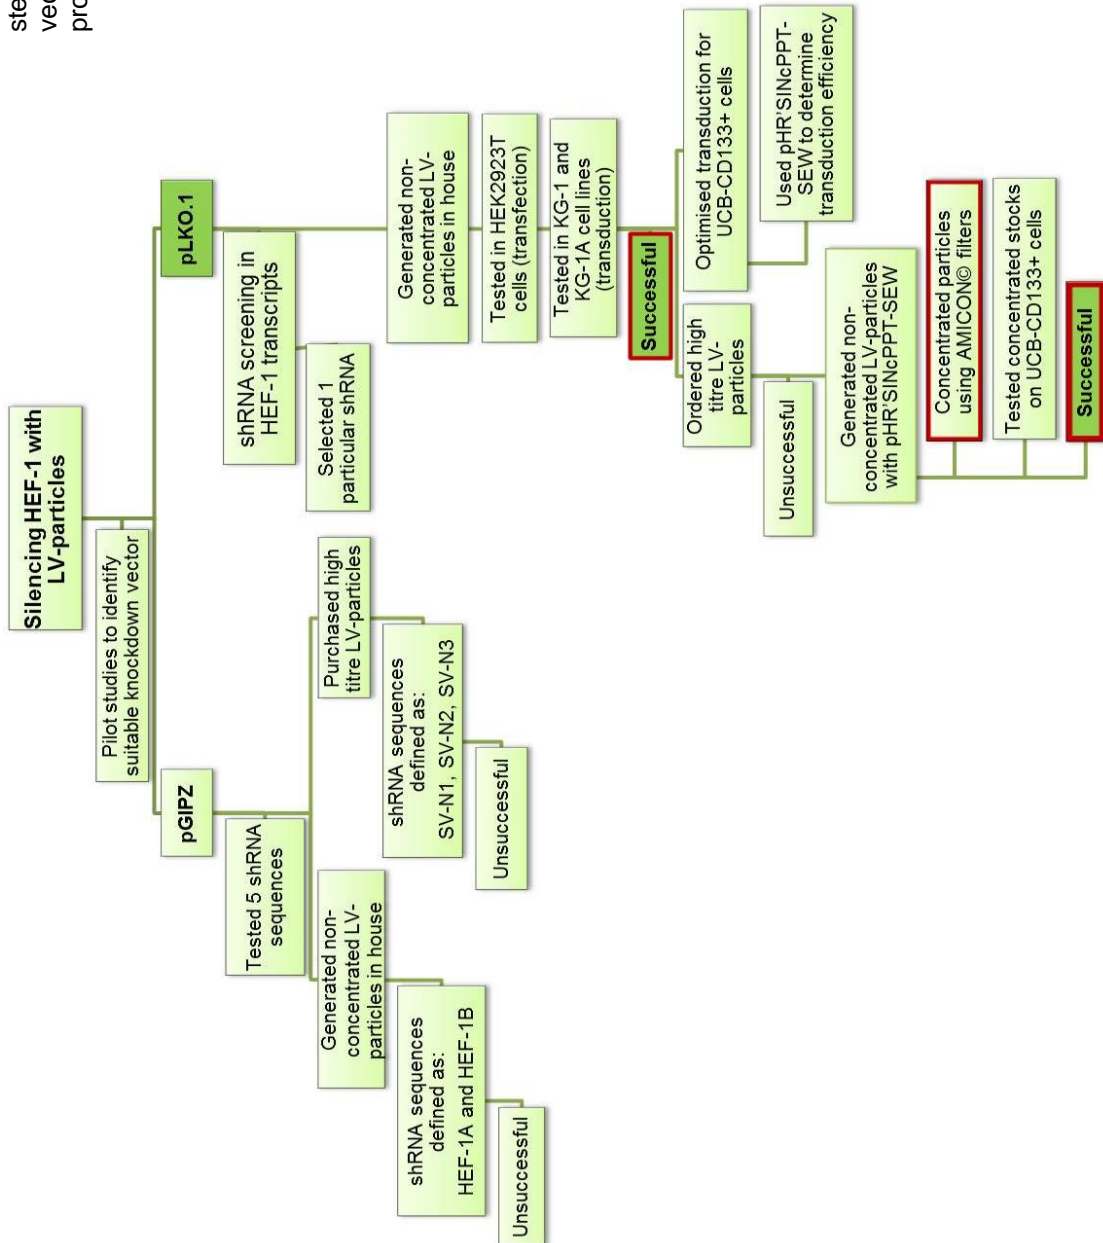 ste
vec
pro
Silencing HEF-1 with
LV-particles
Pilot studies to identify
suitable knockdown vector
pGIPZ
Tested 5 shRNA
sequences
Generated non-
concentrated LV-
particles in house
shRNA sequences
defined as:
HEF-1A and HEF-1B
Unsuccessful
Purchased high
titre LV-particles
shRNA sequences
defined as:
SV-N1, SV-N2, SV-N3
Unsuccessful
pLKO.1
shRNA screening in
HEF-1 transcripts
Selected 1
particular shRNA
Generated non-
concentrated LV-
particles in house
Tested in HEK2923T
cells (transfection)
Tested in KG-1 and
KG-1A cell lines
(transduction)
Successful
Ordered high
titre LV-
particles
Unsuccessful
Generated non-
concentrated LV-particles
with pHR'SINcPPT-SEW
Concentrated particles
using AMICON© filters
Tested concentrated stocks
on UCB-CD133+ cells
Successful
Optimised transduction for
UCB-CD133+ cells
Used pHR'SINcPPT-
SEW to determine
transduction efficiency